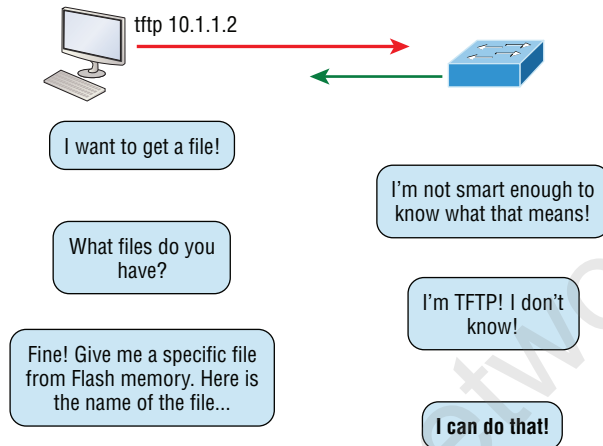 tftp 10.1.1.2
I want to get a file!
I'm not smart enough to
know what that means!
What files do you
have?
I'm TFTP! I don't
know!
Fine! Give me a specific file
from Flash memory. Here is
the name of the file...
I can do that!